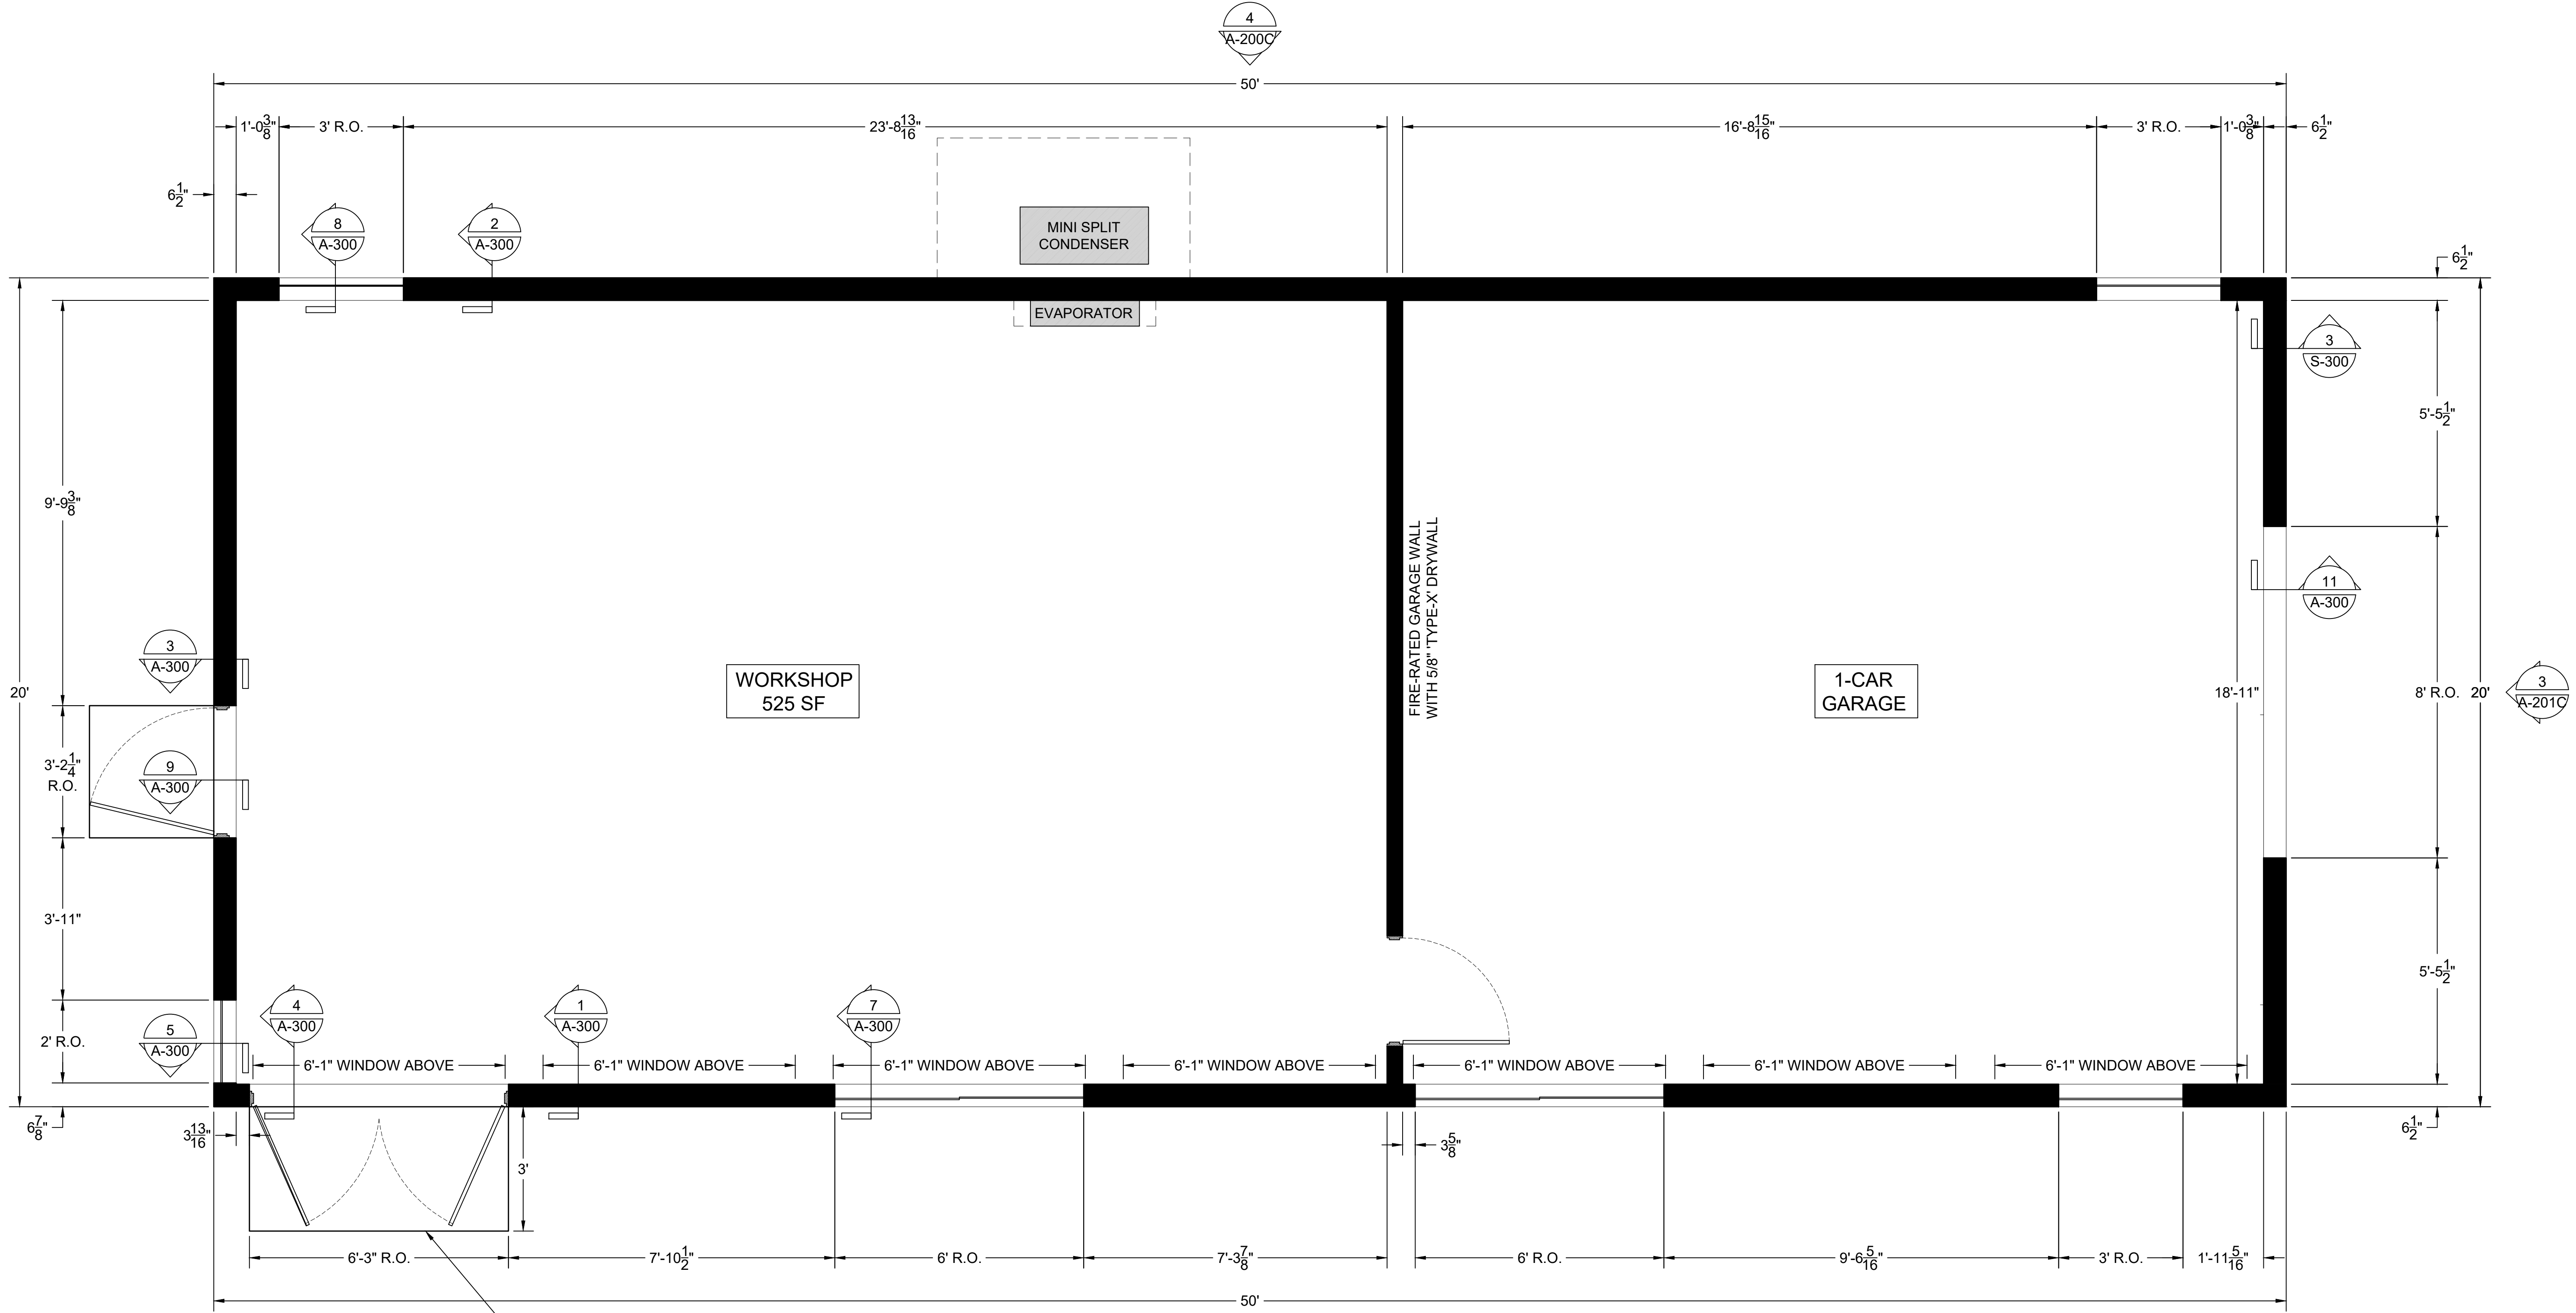 4
A-200C
50'
1'-0 3/8"
3' R.O.
23'-8 13/16"
16'-8 15/16"
3' R.O.
1'-0 3/8"
6 1/2"
6 1/2"
8
A-300
2
A-300
MINI SPLIT
CONDENSER
EVAPORATOR
6 1/2"
3
S-300
5'-5 1/2"
9'-9 3/8"
FIRE-RATED GARAGE WALL
WITH 5/8" 'TYPE-X' DRYWALL
11
A-300
3
A-300
20'
WORKSHOP
525 SF
1-CAR
GARAGE
18'-11"
8' R.O.
20'
3
A-201C
3'-2 1/4"
R.O.
9
A-300
3'-11"
5'-5 1/2"
4
A-300
1
A-300
7
A-300
2' R.O.
5
A-300
6'-1" WINDOW ABOVE
6'-1" WINDOW ABOVE
6'-1" WINDOW ABOVE
6'-1" WINDOW ABOVE
6'-1" WINDOW ABOVE
6'-1" WINDOW ABOVE
6'-1" WINDOW ABOVE
6 7/8"
3 13/16"
3'
3 5/8"
6 1/2"
6'-3" R.O.
7'-10 1/2"
6' R.O.
7'-3 7/8"
6' R.O.
9'-6 5/16"
3' R.O.
1'-11 5/16"
50'